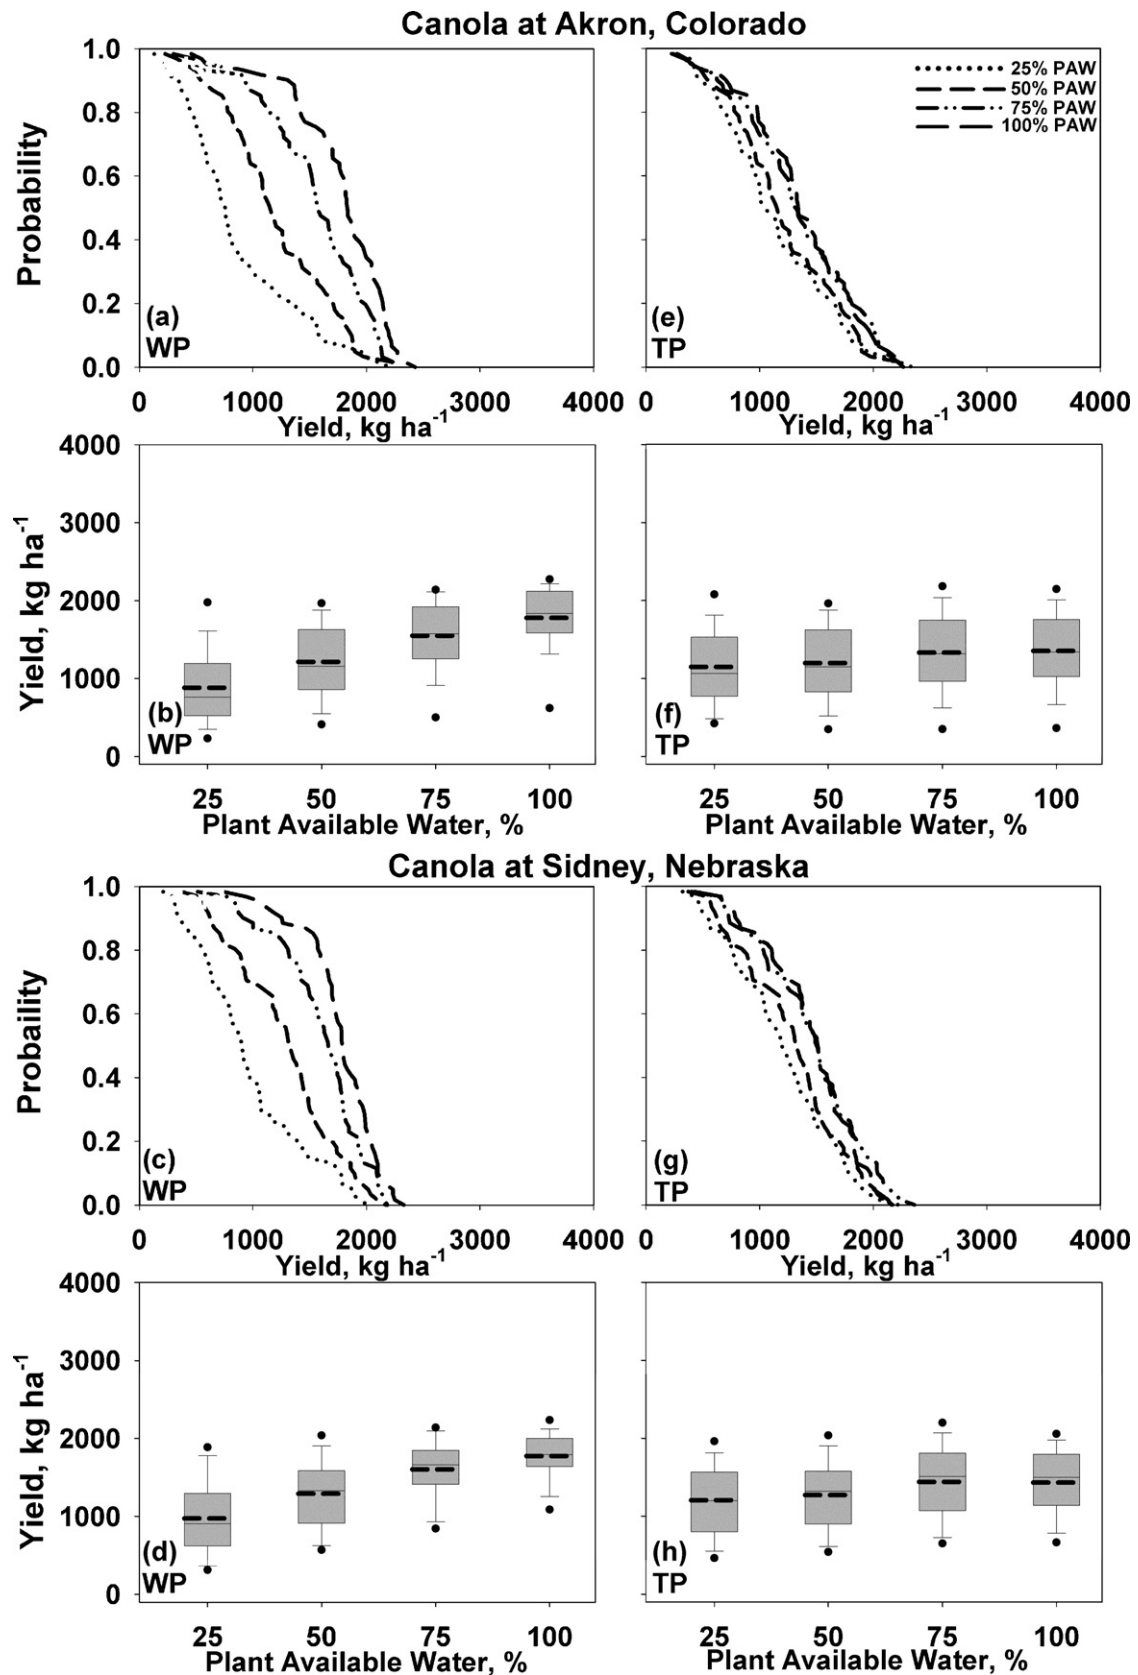 Canola at Akron, Colorado
1.0
0.8
0.6
0.4
0.2
0.0
Probability
(a)
WP
0 1000 2000 3000 4000
Yield, kg ha-1
25% PAW
50% PAW
75% PAW
100% PAW
(e)
TP
0 1000 2000 3000 4000
Yield, kg ha-1
4000
3000
2000
1000
0
Yield, kg ha-1
(b)
WP
25 50 75 100
Plant Available Water, %
(f)
TP
25 50 75 100
Plant Available Water, %
Canola at Sidney, Nebraska
1.0
0.8
0.6
0.4
0.2
0.0
Probaility
(c)
WP
0 1000 2000 3000 4000
Yield, kg ha-1
(g)
TP
0 1000 2000 3000 4000
Yield, kg ha-1
4000
3000
2000
1000
0
Yield, kg ha-1
(d)
WP
25 50 75 100
Plant Available Water, %
(h)
TP
25 50 75 100
Plant Available Water, %